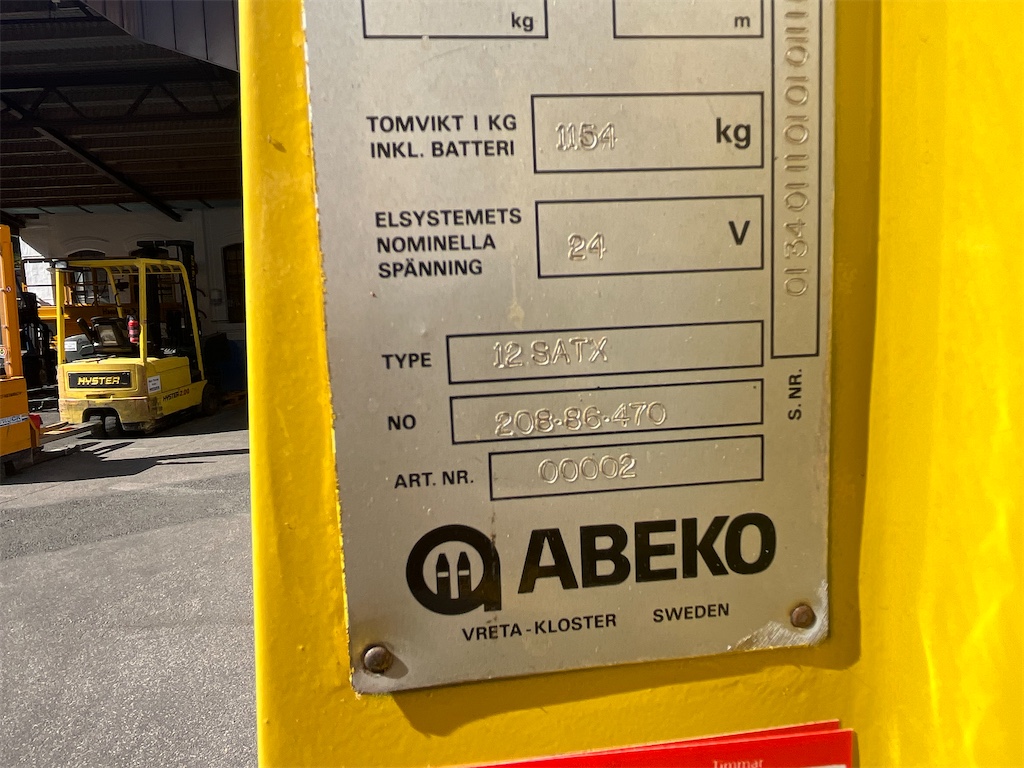 kg
m
TOMVIKT I KG
INKL. BATTERI
1154
kg
ELSYSTEMETS
NOMINELLA
SPÄNNING
24
V
TYPE
12 SATX
NO
208-86-470
ART. NR.
00002
S. NR.
ABEKO
VRETA-KLOSTER SWEDEN
HYSTER
Timmar